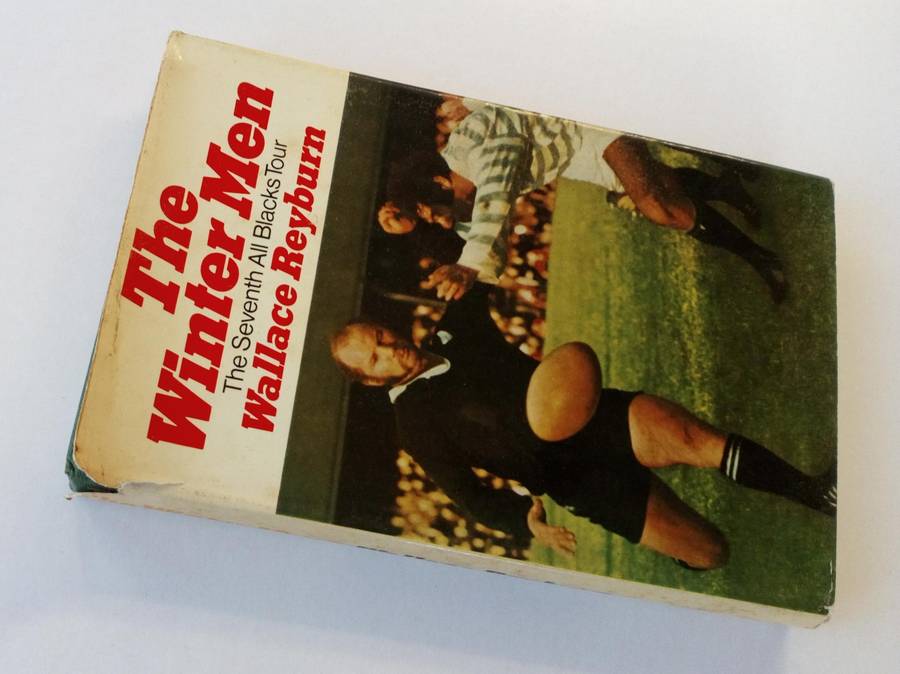 The
Winter Men
The Seventh All Blacks Tour
Wallace Reyburn